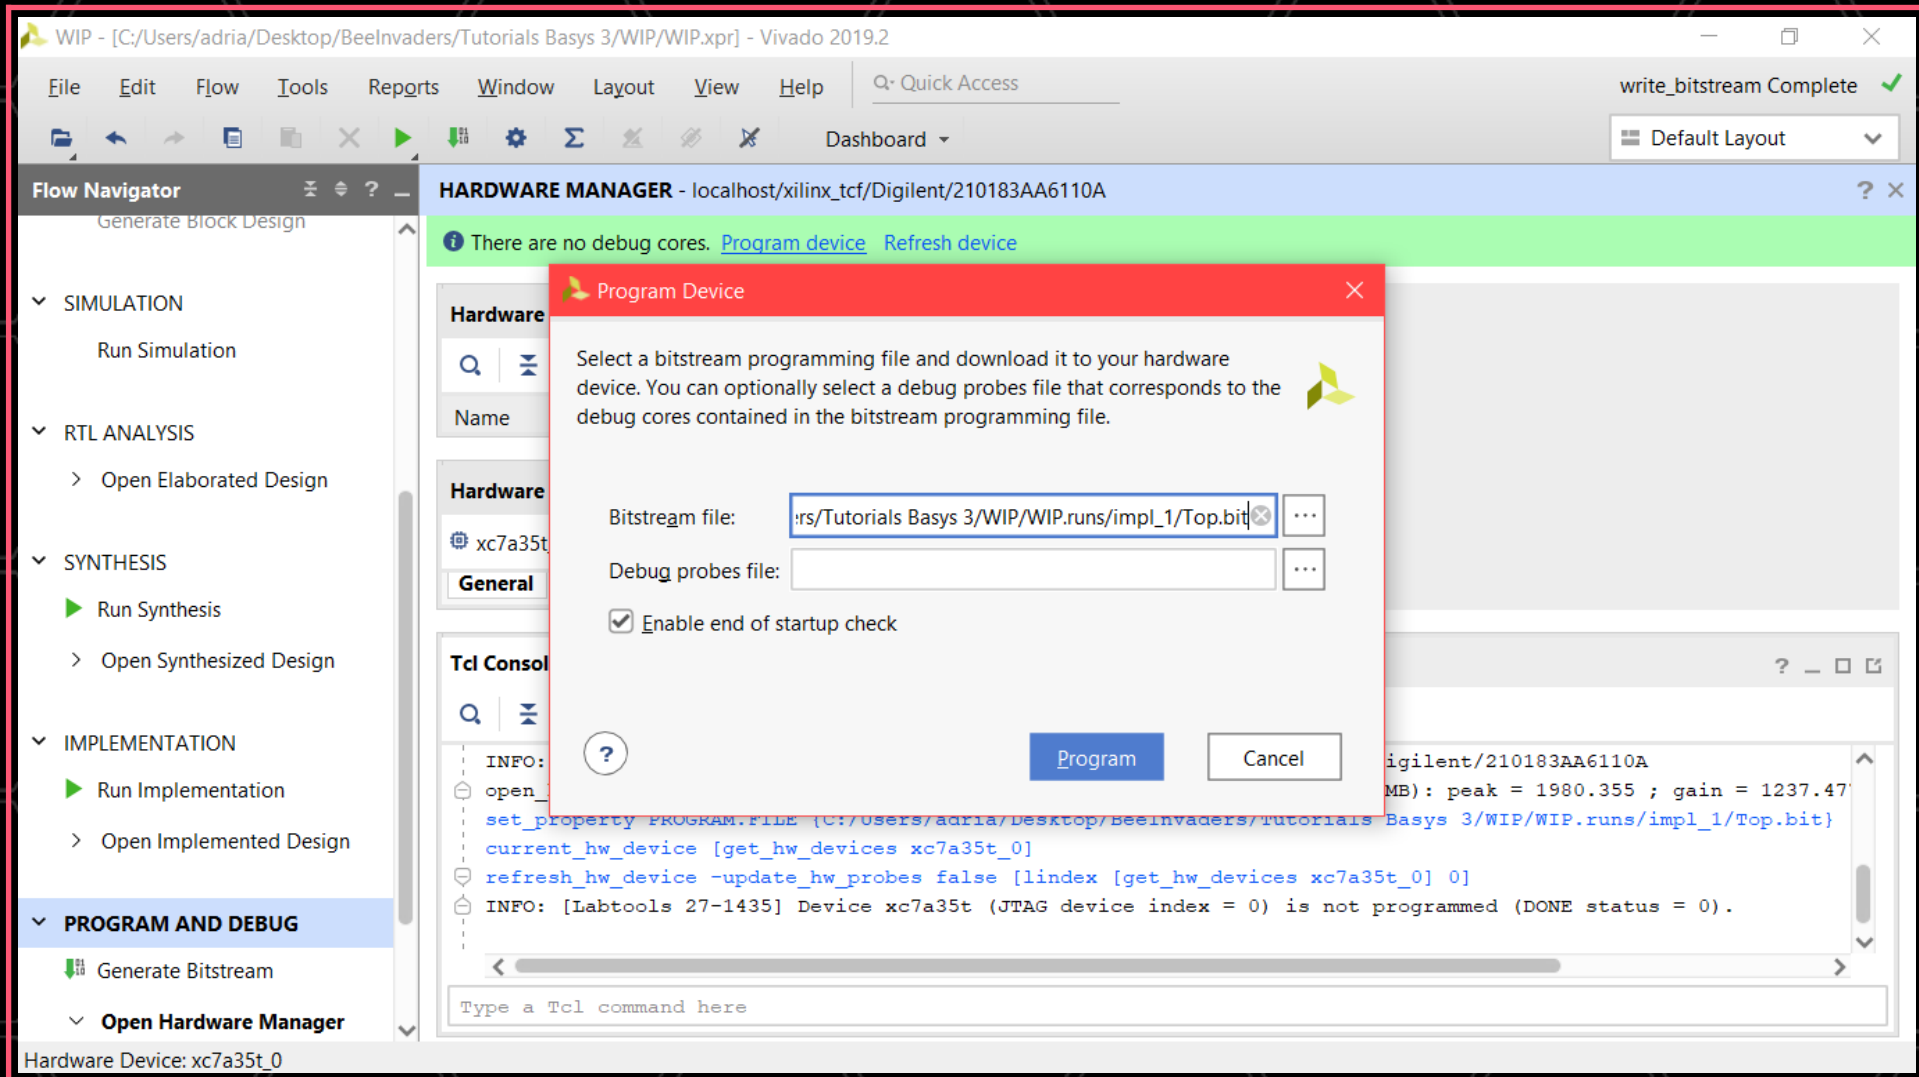 WIP - [C:/Users/adria/Desktop/BeeInvaders/Tutorials Basys 3/WIP/WIP.xpr] - Vivado 2019.2
File Edit Flow Tools Reports Window Layout View Help Quick Access
write_bitstream Complete
Dashboard
Default Layout
Flow Navigator
Generate Block Design
SIMULATION
Run Simulation
RTL ANALYSIS
Open Elaborated Design
SYNTHESIS
Run Synthesis
Open Synthesized Design
IMPLEMENTATION
Run Implementation
Open Implemented Design
PROGRAM AND DEBUG
Generate Bitstream
Open Hardware Manager
HARDWARE MANAGER - localhost/xilinx_tcf/Digilent/210183AA6110A
There are no debug cores. Program device Refresh device
Hardware
Name
Hardware
xc7a35t_
General
Program Device
Select a bitstream programming file and download it to your hardware
device. You can optionally select a debug probes file that corresponds to the
debug cores contained in the bitstream programming file.
Bitstream file: ers/Tutorials Basys 3/WIP/WIP.runs/impl_1/Top.bit
Debug probes file:
Enable end of startup check
Program Cancel
Tcl Consol
INFO: igilent/210183AA6110A
open_ MB): peak = 1980.355 ; gain = 1237.47
set_property PROGRAM.FILE {C:/Users/adria/Desktop/BeeInvaders/Tutorials Basys 3/WIP/WIP.runs/impl_1/Top.bit}
current_hw_device [get_hw_devices xc7a35t_0]
refresh_hw_device -update_hw_probes false [lindex [get_hw_devices xc7a35t_0] 0]
INFO: [Labtools 27-1435] Device xc7a35t (JTAG device index = 0) is not programmed (DONE status = 0).
Type a Tcl command here
Hardware Device: xc7a35t_0